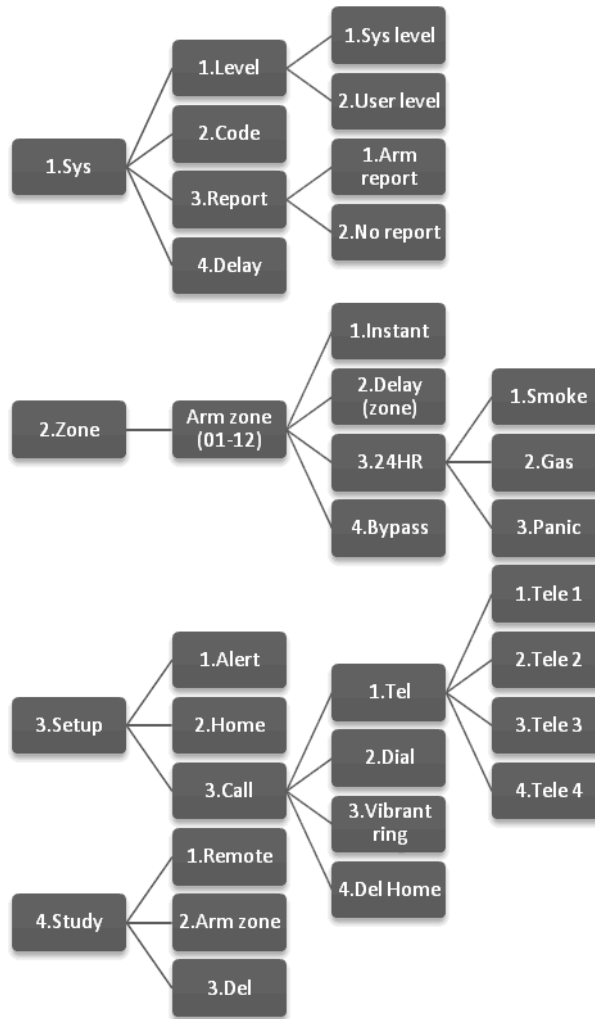 1.Sys
1.Level
1.Sys level
2.User level
2.Code
3.Report
1.Arm
report
2.No report
4.Delay
2.Zone
Arm zone
(01-12)
1.Instant
2.Delay
(zone)
3.24HR
1.Smoke
2.Gas
3.Panic
4.Bypass
3.Setup
1.Alert
2.Home
3.Call
1.Tel
1.Tele 1
2.Tele 2
3.Tele 3
4.Tele 4
2.Dial
3.Vibrant
ring
4.Del Home
4.Study
1.Remote
2.Arm zone
3.Del